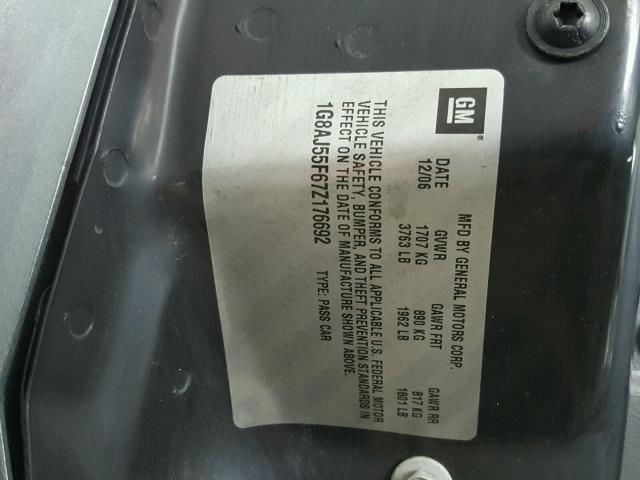 GM
®
MFD BY GENERAL MOTORS CORP.
DATE GVWR GAWR FRT GAWR RR
12/06 1707 KG 890 KG 817 KG
3763 LB 1962 LB 1801 LB
THIS VEHICLE CONFORMS TO ALL APPLICABLE U.S. FEDERAL MOTOR
VEHICLE SAFETY, BUMPER, AND THEFT PREVENTION STANDARDS IN
EFFECT ON THE DATE OF MANUFACTURE SHOWN ABOVE.
1G8AJ55F67Z176692 TYPE: PASS CAR